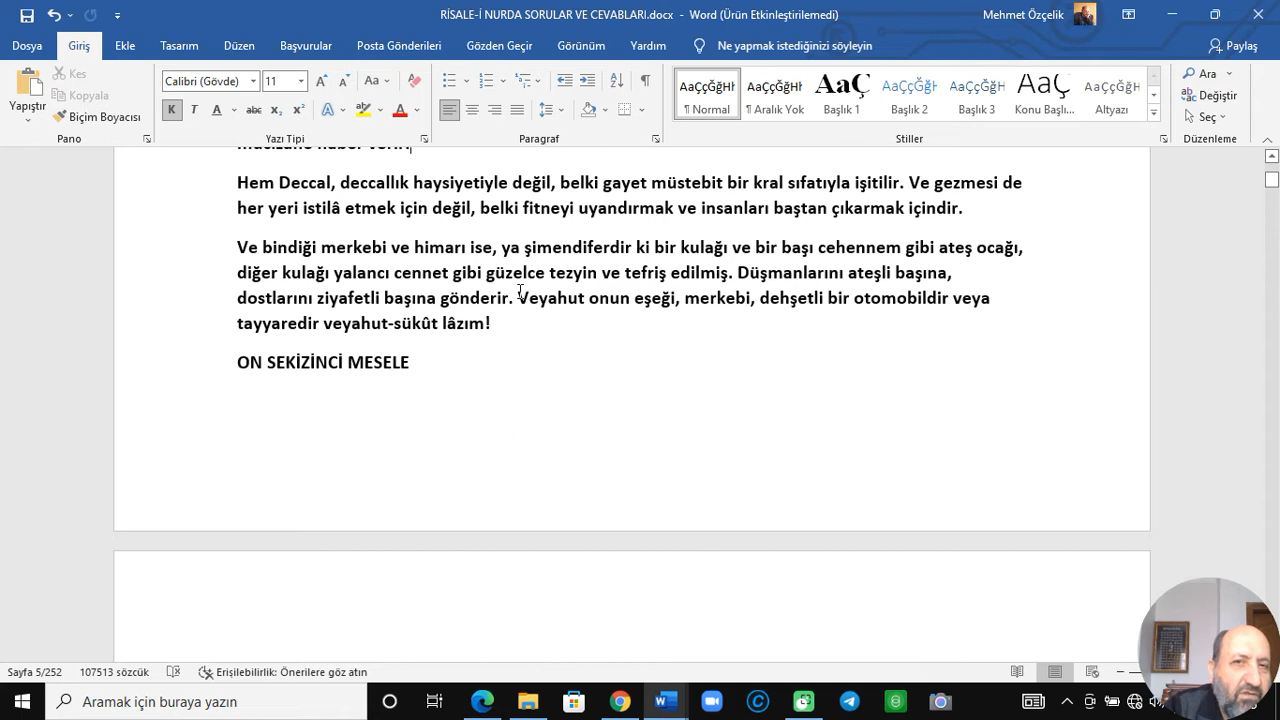 RİSALE-İ NURDA SORULAR VE CEVABLARI.docx - Word (Ürün Etkinleştirilemedi)
Mehmet Özçelik
Dosya Giriş Ekle Tasarım Düzen Başvurular Posta Gönderileri Gözden Geçir Görünüm Yardım Ne yapmak istediğinizi söyleyin Paylaş
Yapıştır
Kes
Kopyala
Biçim Boyacısı
Pano
Calibri (Gövde) 11
Yazı Tipi
Paragraf
AaÇçĞğHh AaÇçĞğHh AaÇ AaÇçĞğH AaÇçĞğH AaÇçĞğH AaÇçĞğHh
¶ Normal ¶ Aralık Yok Başlık 1 Başlık 2 Başlık 3 Konu Başlı... Altyazı
Stiller
Ara
Değiştir
Seç
Düzenleme
Hem Deccal, deccallık haysiyetiyle değil, belki gayet müstebit bir kral sıfatıyla işitilir. Ve gezmesi de
her yeri istilâ etmek için değil, belki fitneyi uyandırmak ve insanları baştan çıkarmak içindir.
Ve bindiği merkebi ve himarı ise, ya şimendiferdir ki bir kulağı ve bir başı cehennem gibi ateş ocağı,
diğer kulağı yalancı cennet gibi güzelce tezyin ve tefriş edilmiş. Düşmanlarını ateşli başına,
dostlarını ziyafetli başına gönderir. Veyahut onun eşeği, merkebi, dehşetli bir otomobildir veya
tayyaredir veyahut-sükût lâzım!
ON SEKİZİNCİ MESELE
Sayfa 5/252 107513 sözcük Erişilebilirlik: Önerilere göz atın
Aramak için buraya yazın